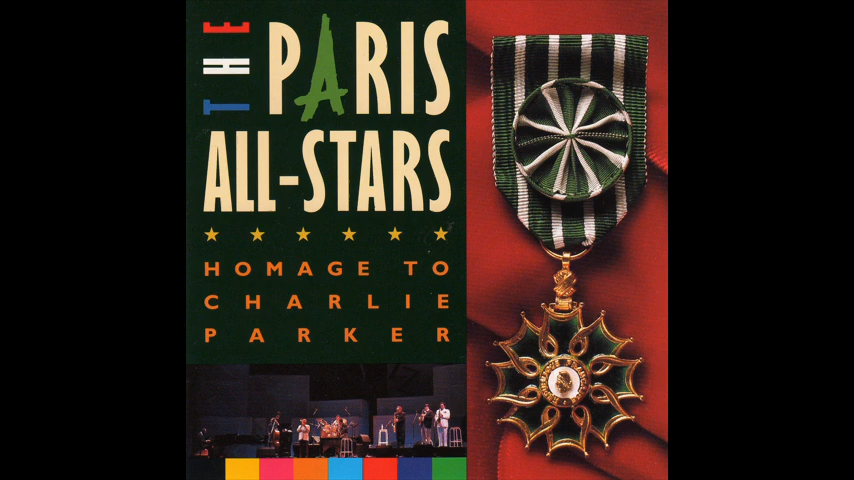 THE PARIS
ALL-STARS
HOMAGE TO
CHARLIE
PARKER